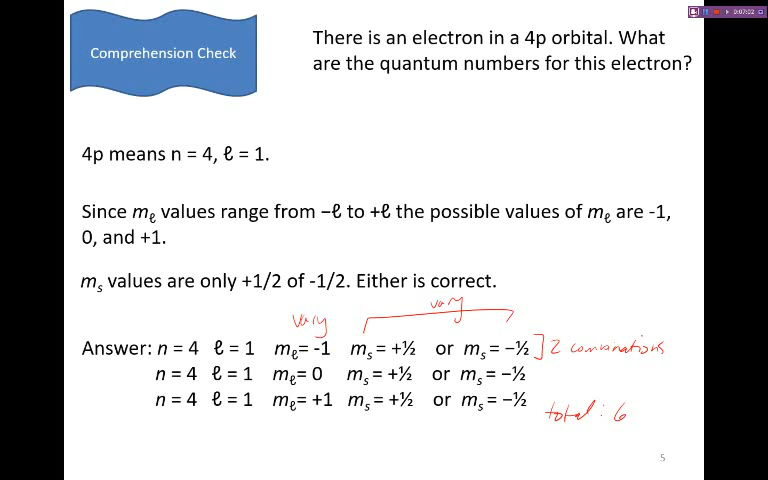 0:07:02
Comprehension Check
There is an electron in a 4p orbital. What
are the quantum numbers for this electron?
4p means n = 4, ℓ = 1.
Since mℓ values range from −ℓ to +ℓ the possible values of mℓ are -1,
0, and +1.
ms values are only +1/2 of -1/2. Either is correct.
vary
vary
Answer: n = 4 ℓ = 1 mℓ= -1 ms = +½ or ms = −½ ] 2 combinations
n = 4 ℓ = 1 mℓ= 0 ms = +½ or ms = −½
n = 4 ℓ = 1 mℓ= +1 ms = +½ or ms = −½
total: 6
5